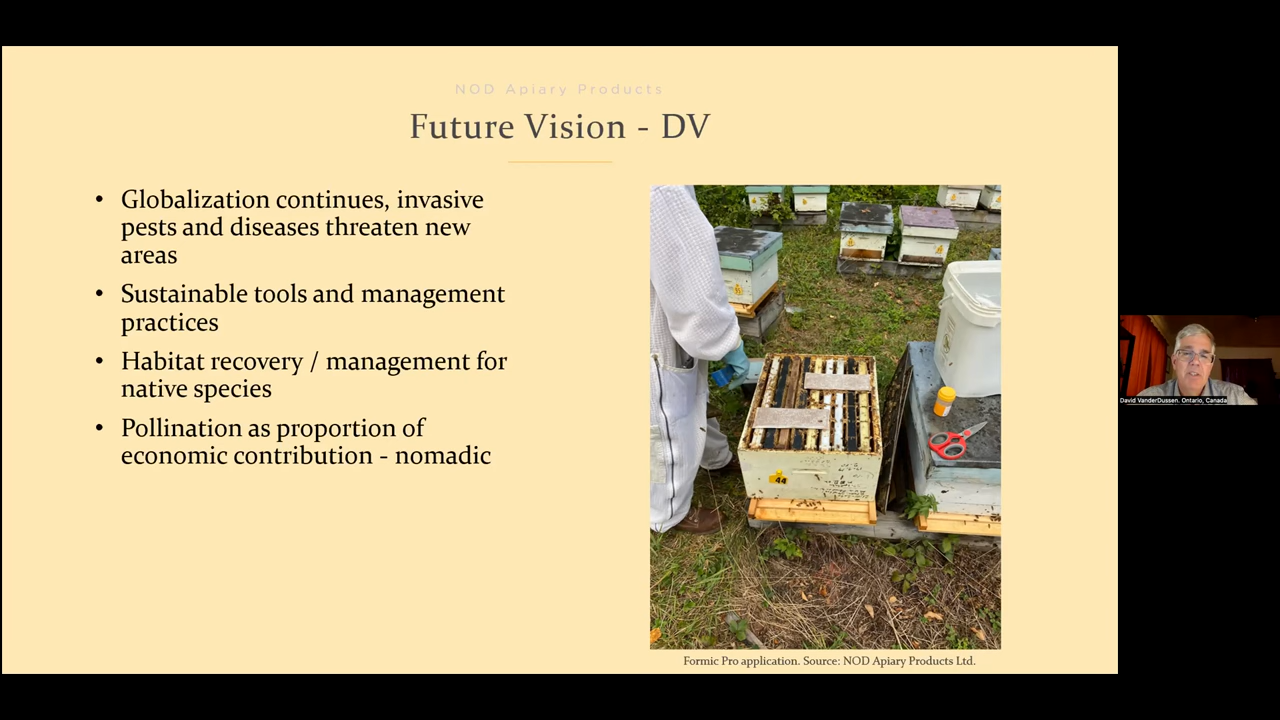 NOD Apiary Products
Future Vision - DV
• Globalization continues, invasive
pests and diseases threaten new
areas
• Sustainable tools and management
practices
• Habitat recovery / management for
native species
• Pollination as proportion of
economic contribution - nomadic
44
Formic Pro application. Source: NOD Apiary Products Ltd.
David VanderDussen. Ontario, Canada